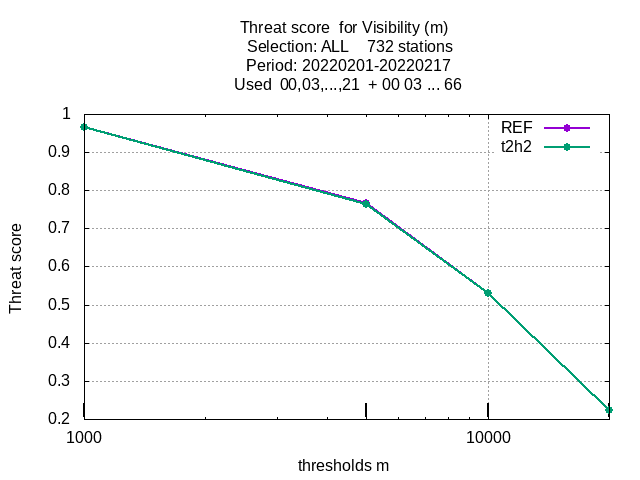 Threat score  for Visibility (m)
Selection: ALL    732 stations
Period: 20220201-20220217
Used  00,03,...,21  + 00 03 ... 66
REF
t2h2
1
0.9
0.8
0.7
0.6
0.5
0.4
0.3
0.2
Threat score
1000
10000
thresholds m